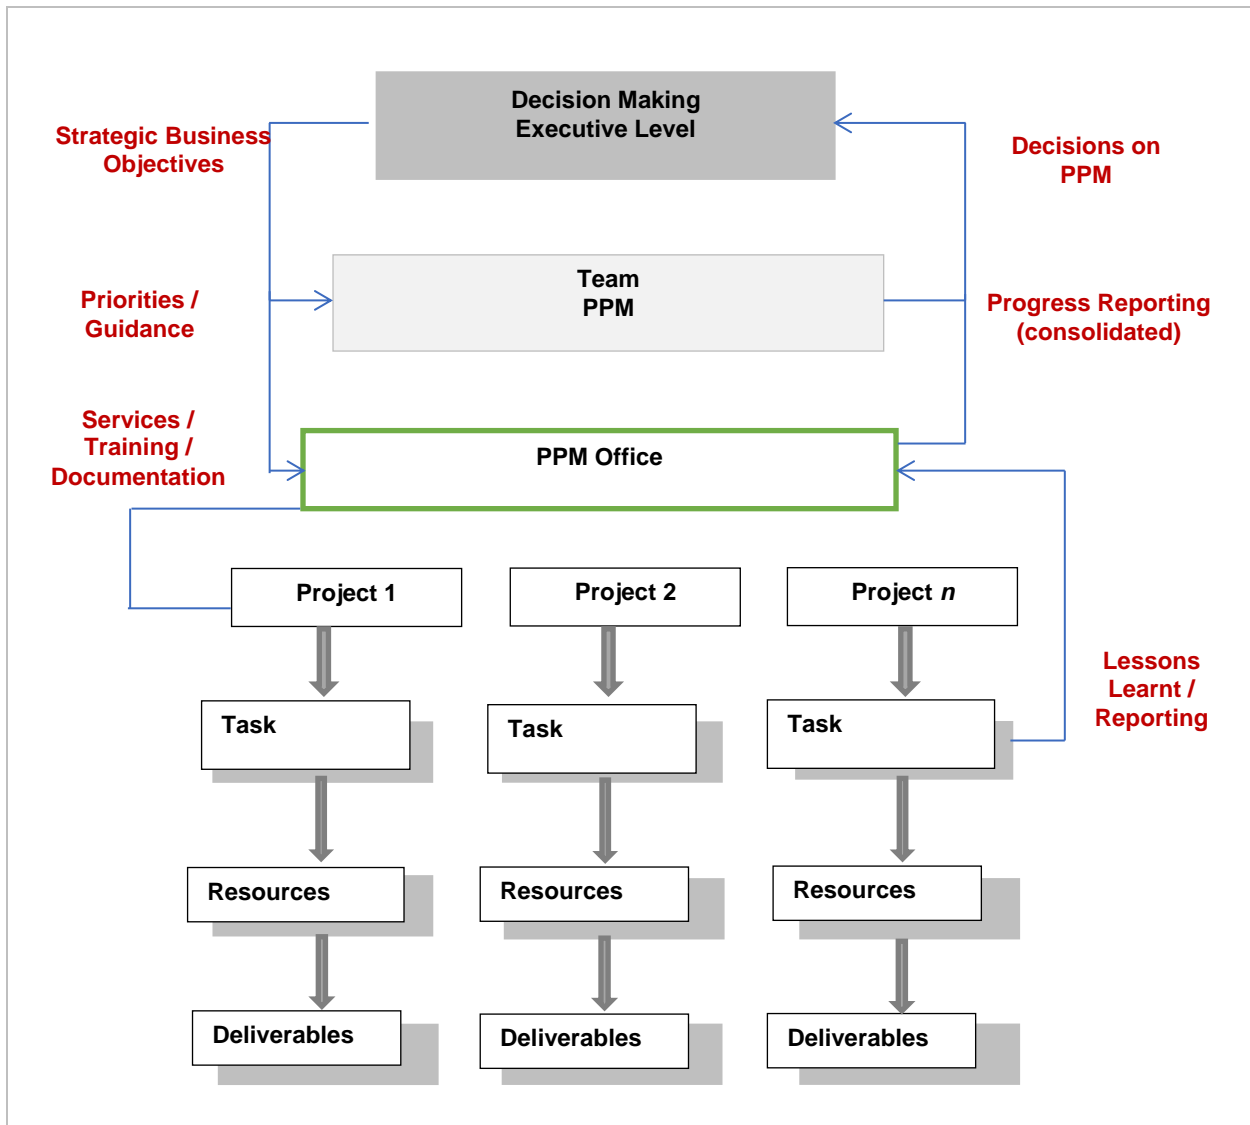 Decision Making
Executive Level
Strategic Business
Objectives
Decisions on
PPM
Team
PPM
Priorities /
Guidance
Progress Reporting
(consolidated)
Services /
Training /
Documentation
PPM Office
Project 1
Project 2
Project n
Lessons
Learnt /
Reporting
Task
Task
Task
Resources
Resources
Resources
Deliverables
Deliverables
Deliverables